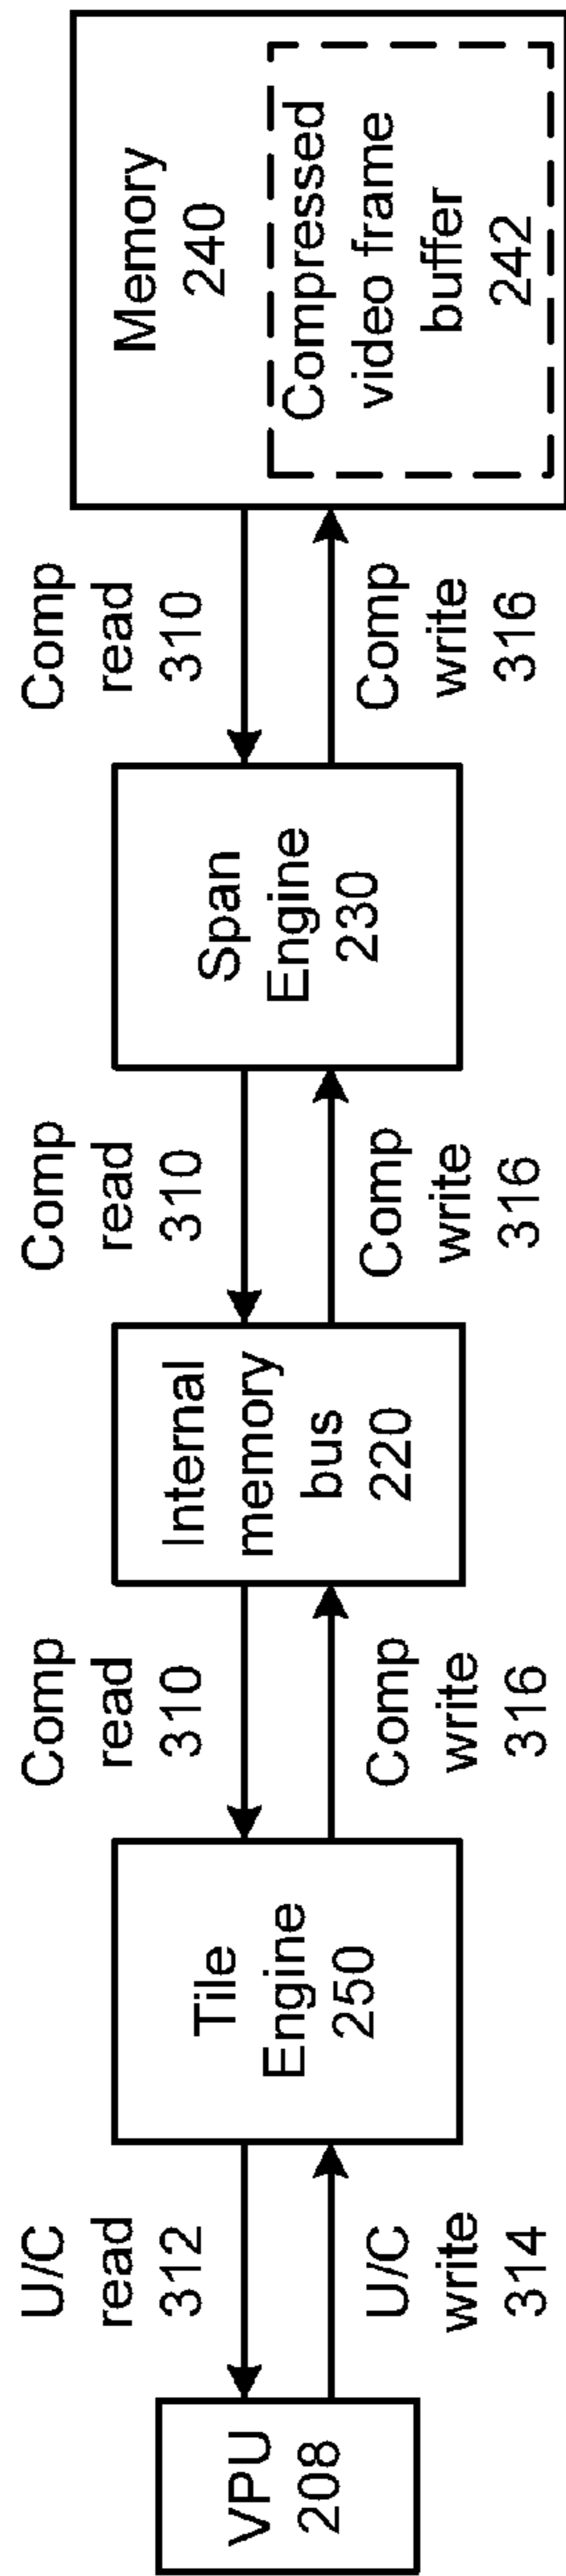 U/C
read
312
Comp
read
310
Comp
read
310
Comp
read
310
VPU
208
Tile
Engine
250
Internal
memory
bus
220
Span
Engine
230
Memory
240
Compressed
video frame
buffer
242
U/C
write
314
Comp
write
316
Comp
write
316
Comp
write
316